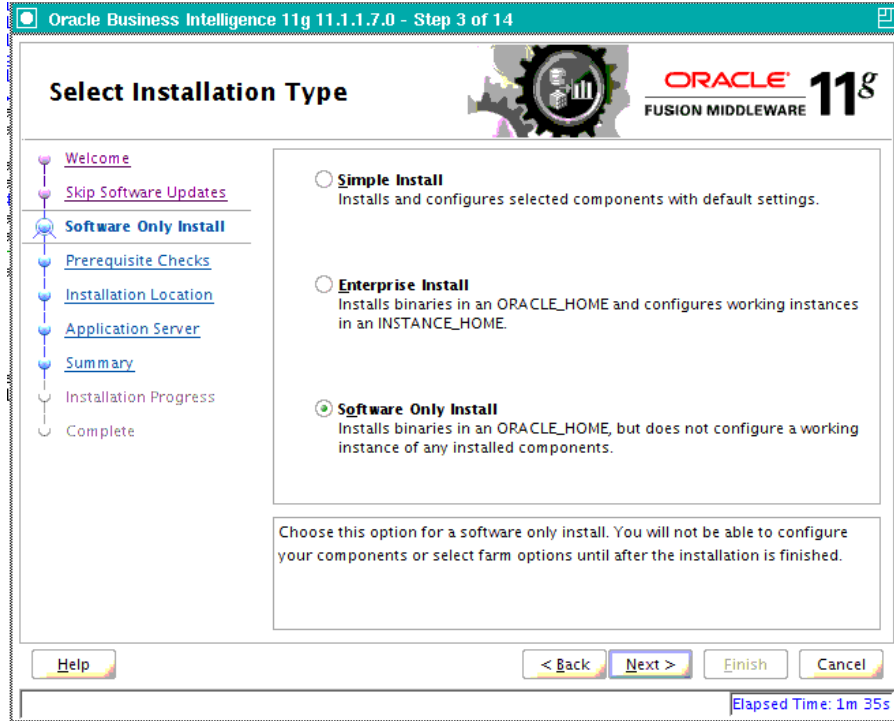 Oracle Business Intelligence 11g 11.1.1.7.0 - Step 3 of 14
Select Installation Type
ORACLE
FUSION MIDDLEWARE
11g
Welcome
Skip Software Updates
Software Only Install
Prerequisite Checks
Installation Location
Application Server
Summary
Installation Progress
Complete
Simple Install
Installs and configures selected components with default settings.
Enterprise Install
Installs binaries in an ORACLE_HOME and configures working instances
in an INSTANCE_HOME.
Software Only Install
Installs binaries in an ORACLE_HOME, but does not configure a working
instance of any installed components.
Choose this option for a software only install. You will not be able to configure
your components or select farm options until after the installation is finished.
Help
< Back
Next >
Finish
Cancel
Elapsed Time: 1m 35s